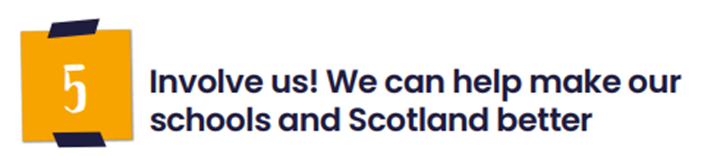 5
Involve us! We can help make our
schools and Scotland better